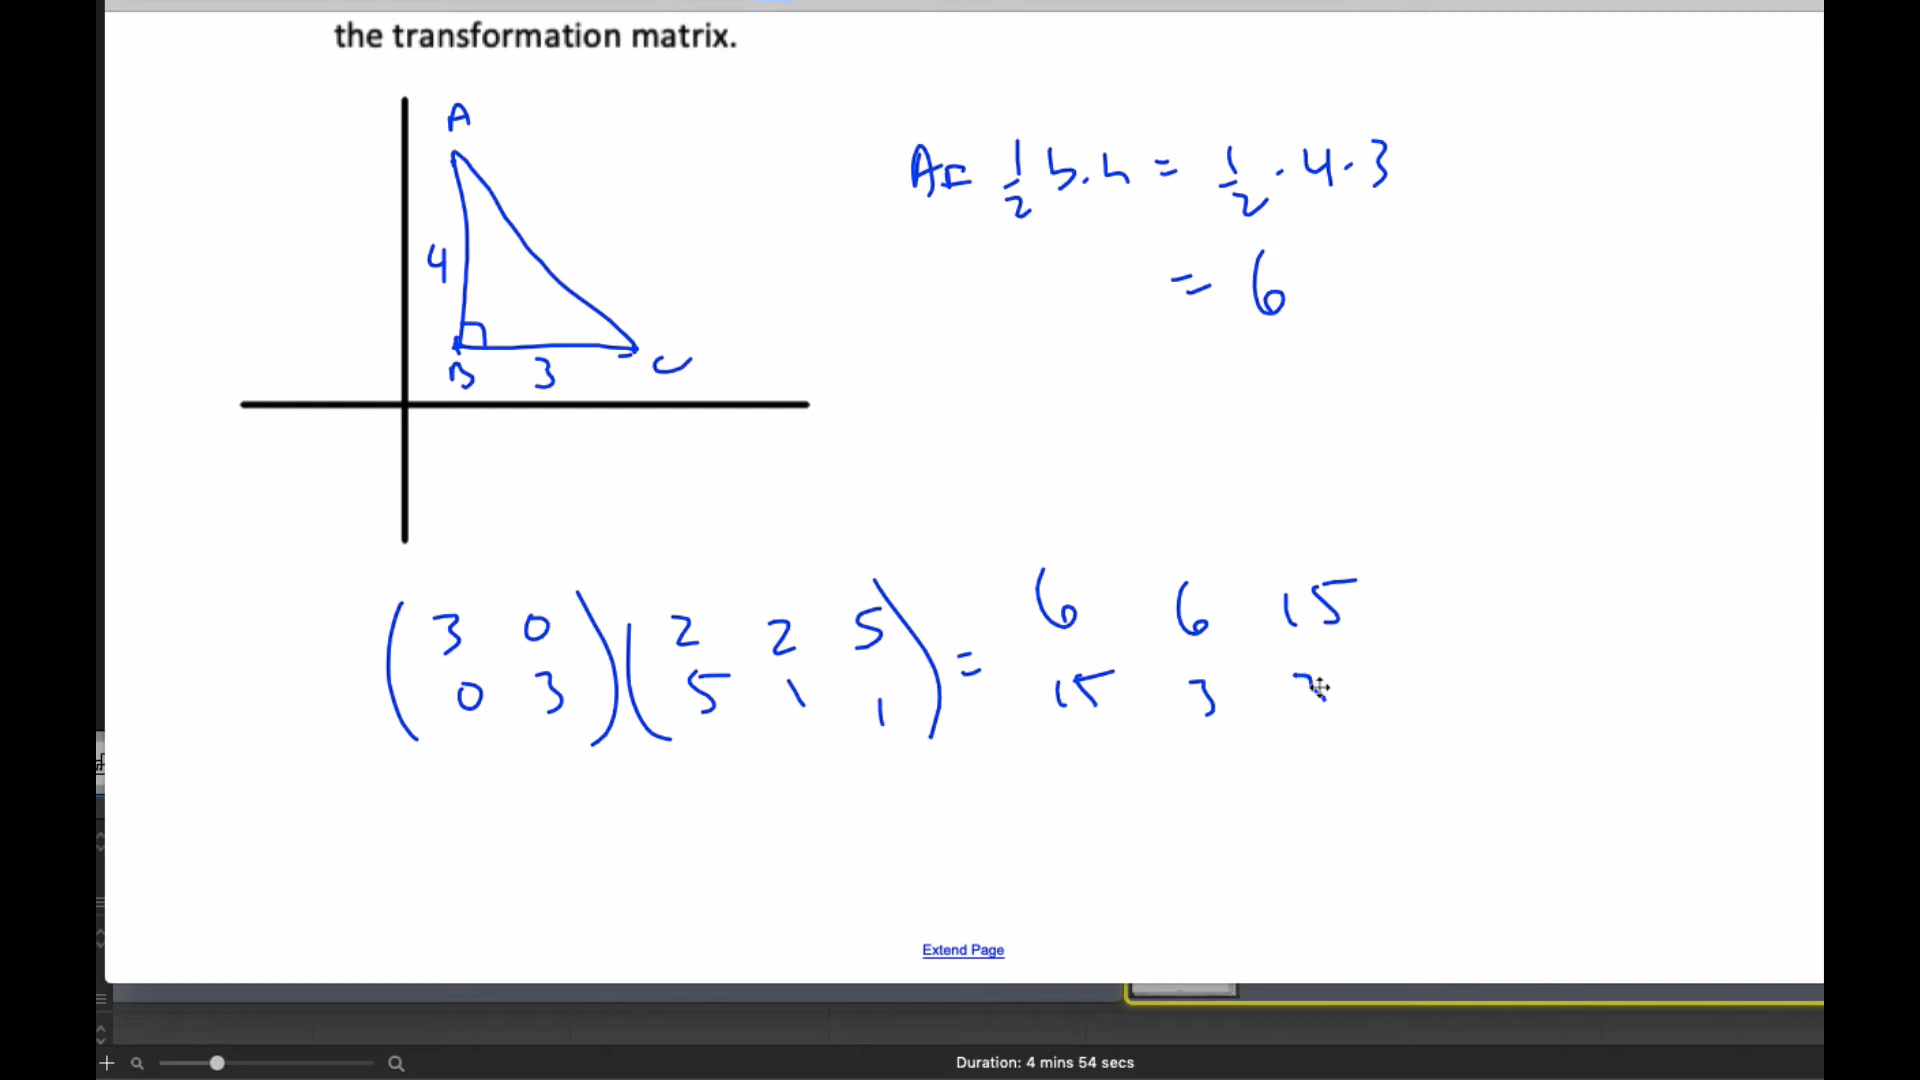 the transformation matrix.
A
4
B 3 C
A = 1/2 b.h = 1/2 · 4 · 3
= 6
(3 0) (2 2 5) = 6 6 15
(0 3) (5 1 1) 15 3
Extend Page
Duration: 4 mins 54 secs